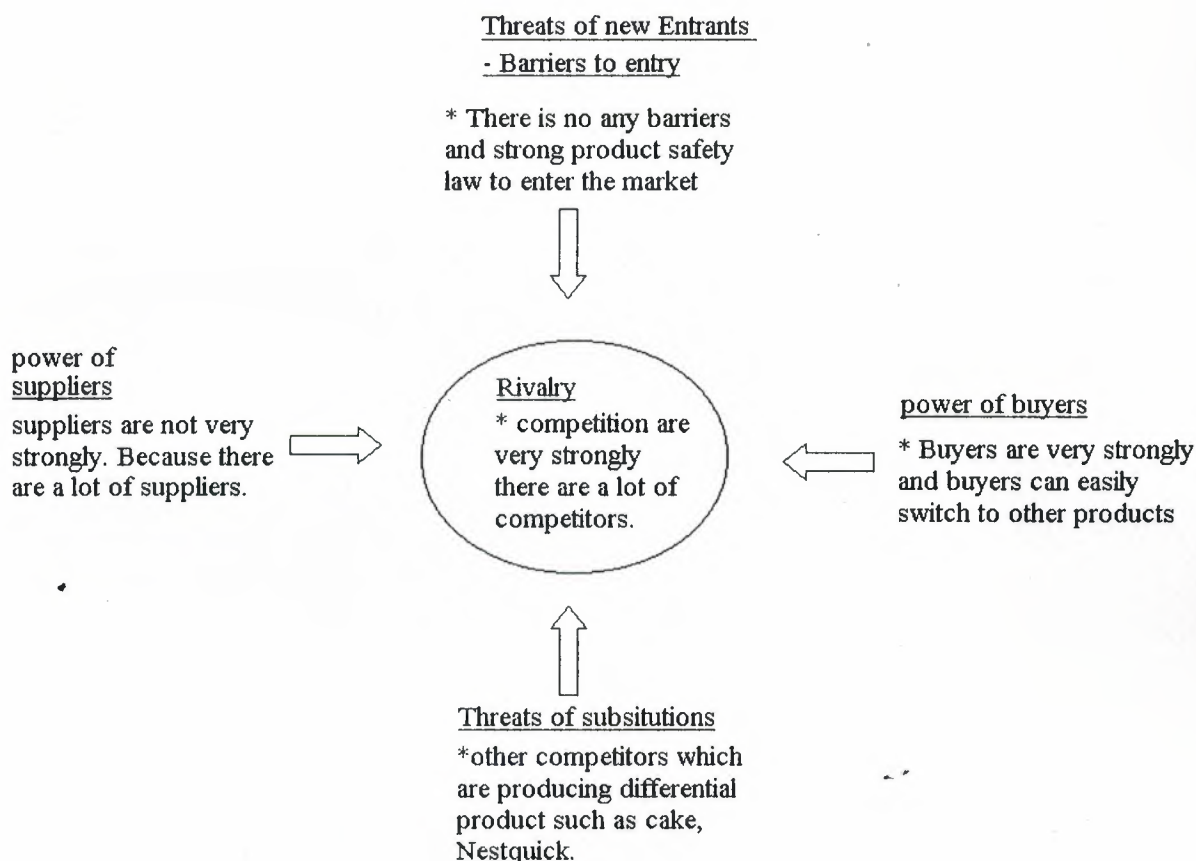 Threats of new Entrants
- Barriers to entry
* There is no any barriers
and strong product safety
law to enter the market
power of
suppliers
suppliers are not very
strongly. Because there
are a lot of suppliers.
Rivalry
* competition are
very strongly
there are a lot of
competitors.
power of buyers
* Buyers are very strongly
and buyers can easily
switch to other products
Threats of subsitutions
*other competitors which
are producing differential
product such as cake,
Nestquick.